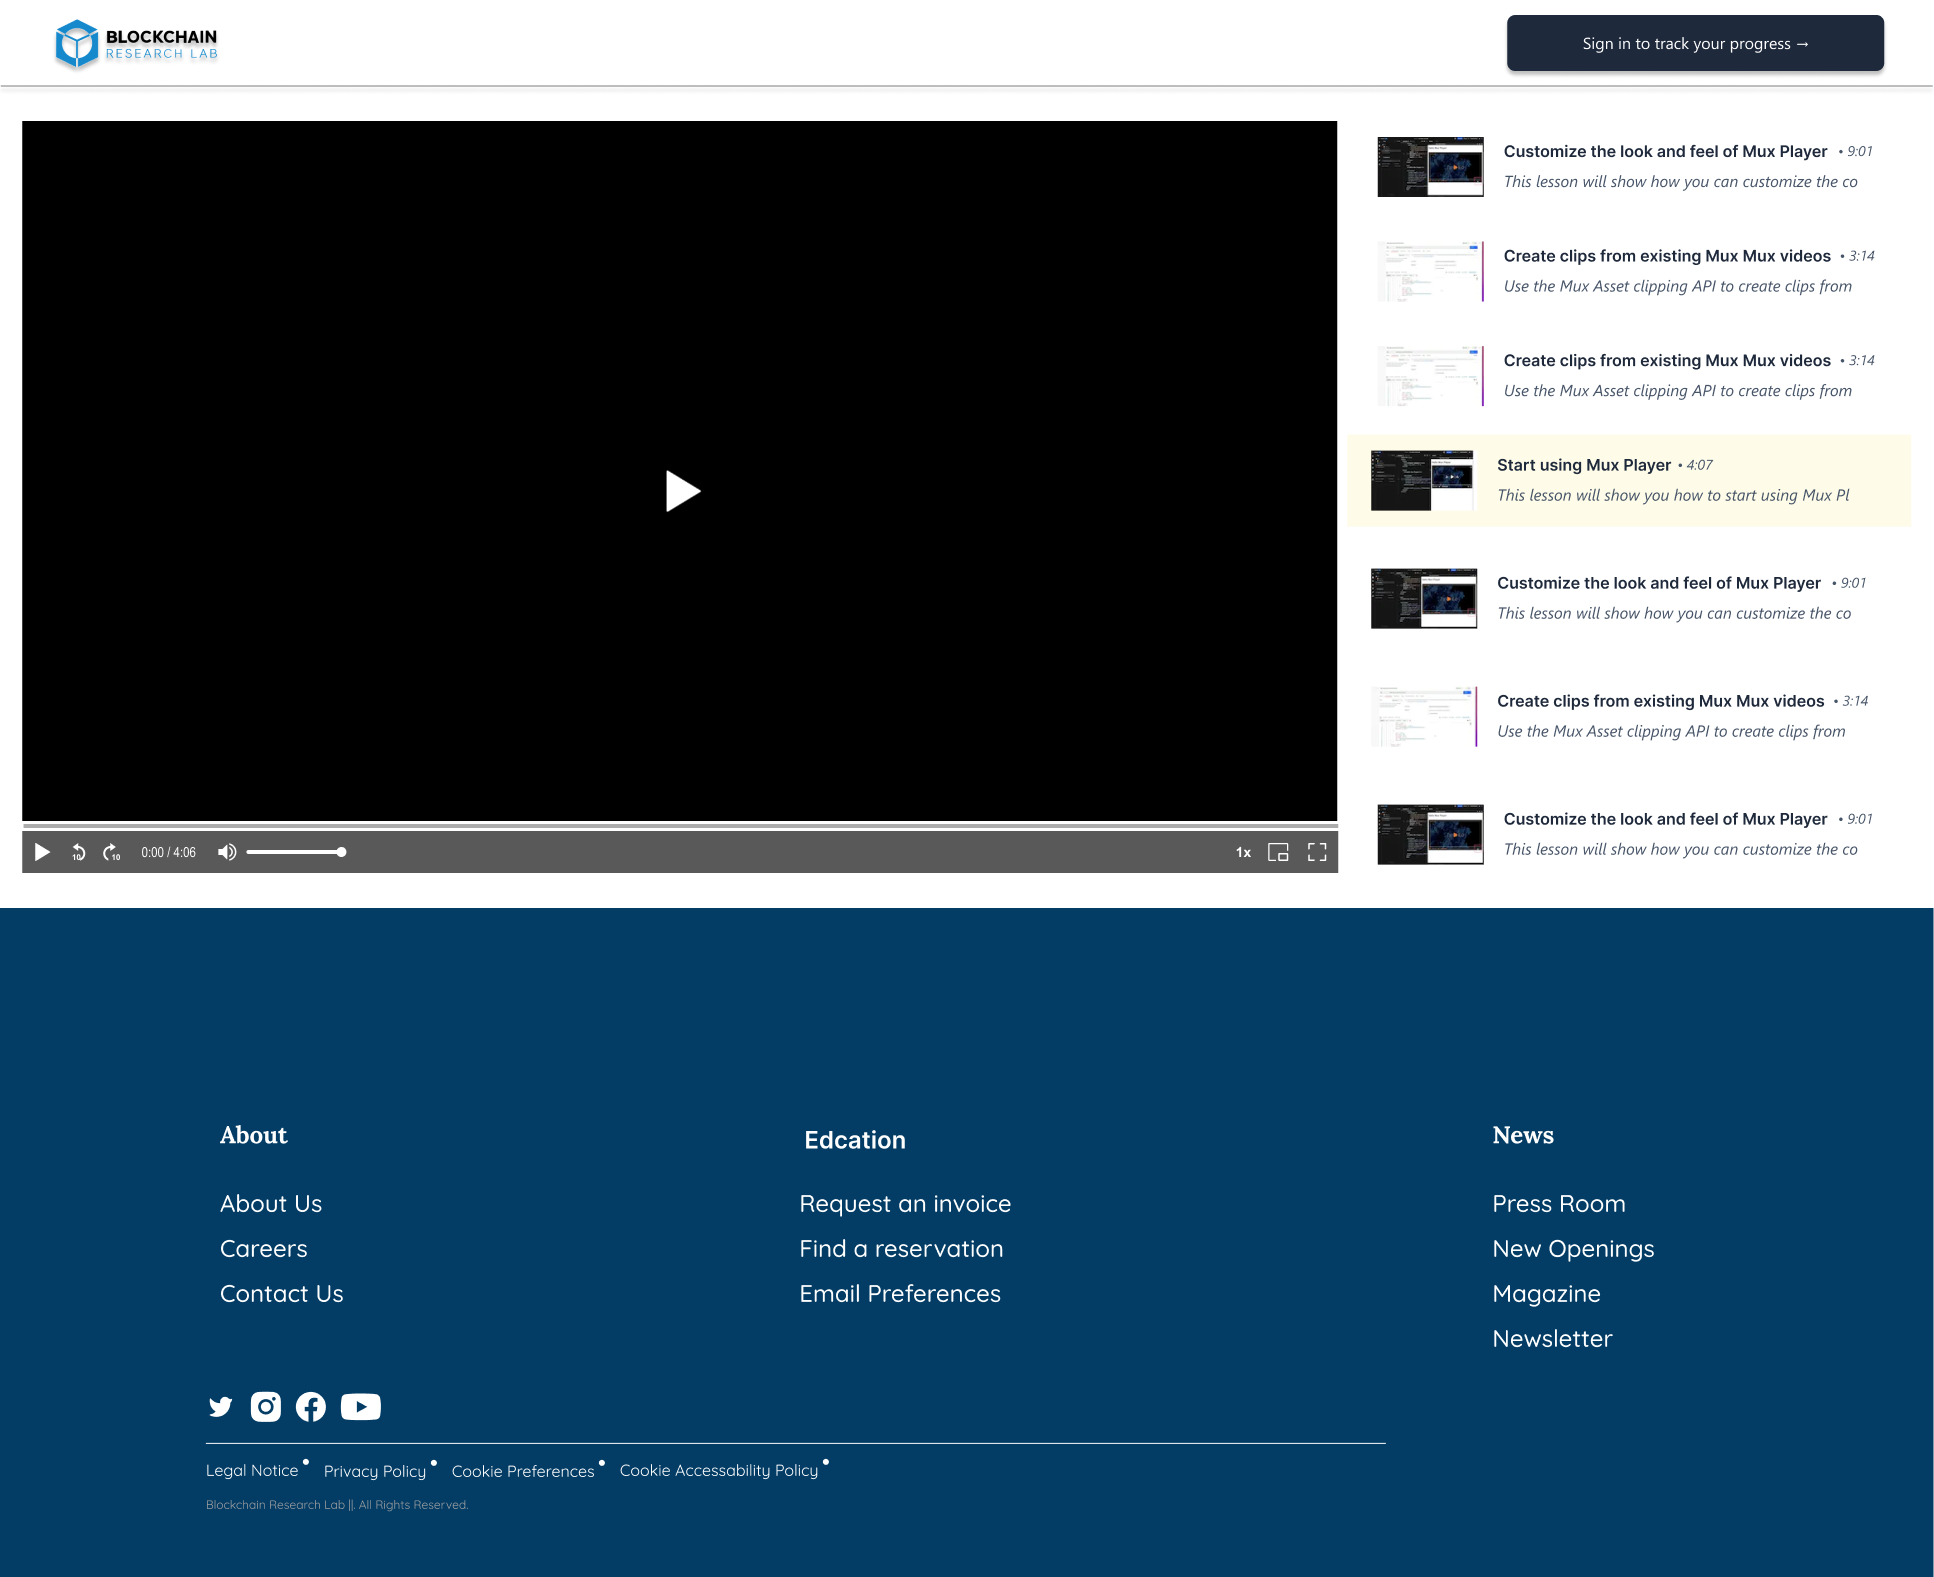 BLOCKCHAIN
RESEARCH LAB
Sign in to track your progress →
Customize the look and feel of Mux Player • 9:01
This lesson will show how you can customize the co
Create clips from existing Mux Mux videos • 3:14
Use the Mux Asset clipping API to create clips from
Create clips from existing Mux Mux videos • 3:14
Use the Mux Asset clipping API to create clips from
Start using Mux Player • 4:07
This lesson will show you how to start using Mux Pl
Customize the look and feel of Mux Player • 9:01
This lesson will show how you can customize the co
Create clips from existing Mux Mux videos • 3:14
Use the Mux Asset clipping API to create clips from
Customize the look and feel of Mux Player • 9:01
This lesson will show how you can customize the co
10 10 0:00 / 4:06 1x
About
About Us
Careers
Contact Us
Edcation
Request an invoice
Find a reservation
Email Preferences
News
Press Room
New Openings
Magazine
Newsletter
Legal Notice • Privacy Policy • Cookie Preferences • Cookie Accessability Policy •
Blockchain Research Lab ||. All Rights Reserved.